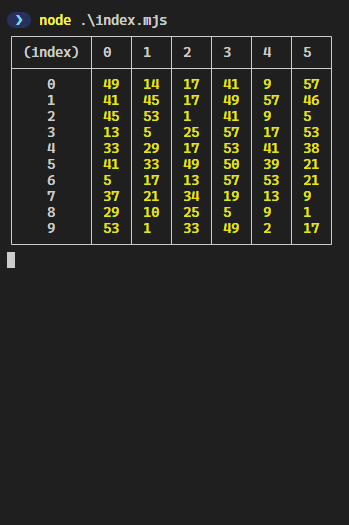 ❯ node .\index.mjs
(index) 0 1 2 3 4 5
0 49 14 17 41 9 57
1 41 45 17 49 57 46
2 45 53 1 41 9 5
3 13 5 25 57 17 53
4 33 29 17 53 41 38
5 41 33 49 50 39 21
6 5 17 13 57 53 21
7 37 21 34 19 13 9
8 29 10 25 5 9 1
9 53 1 33 49 2 17